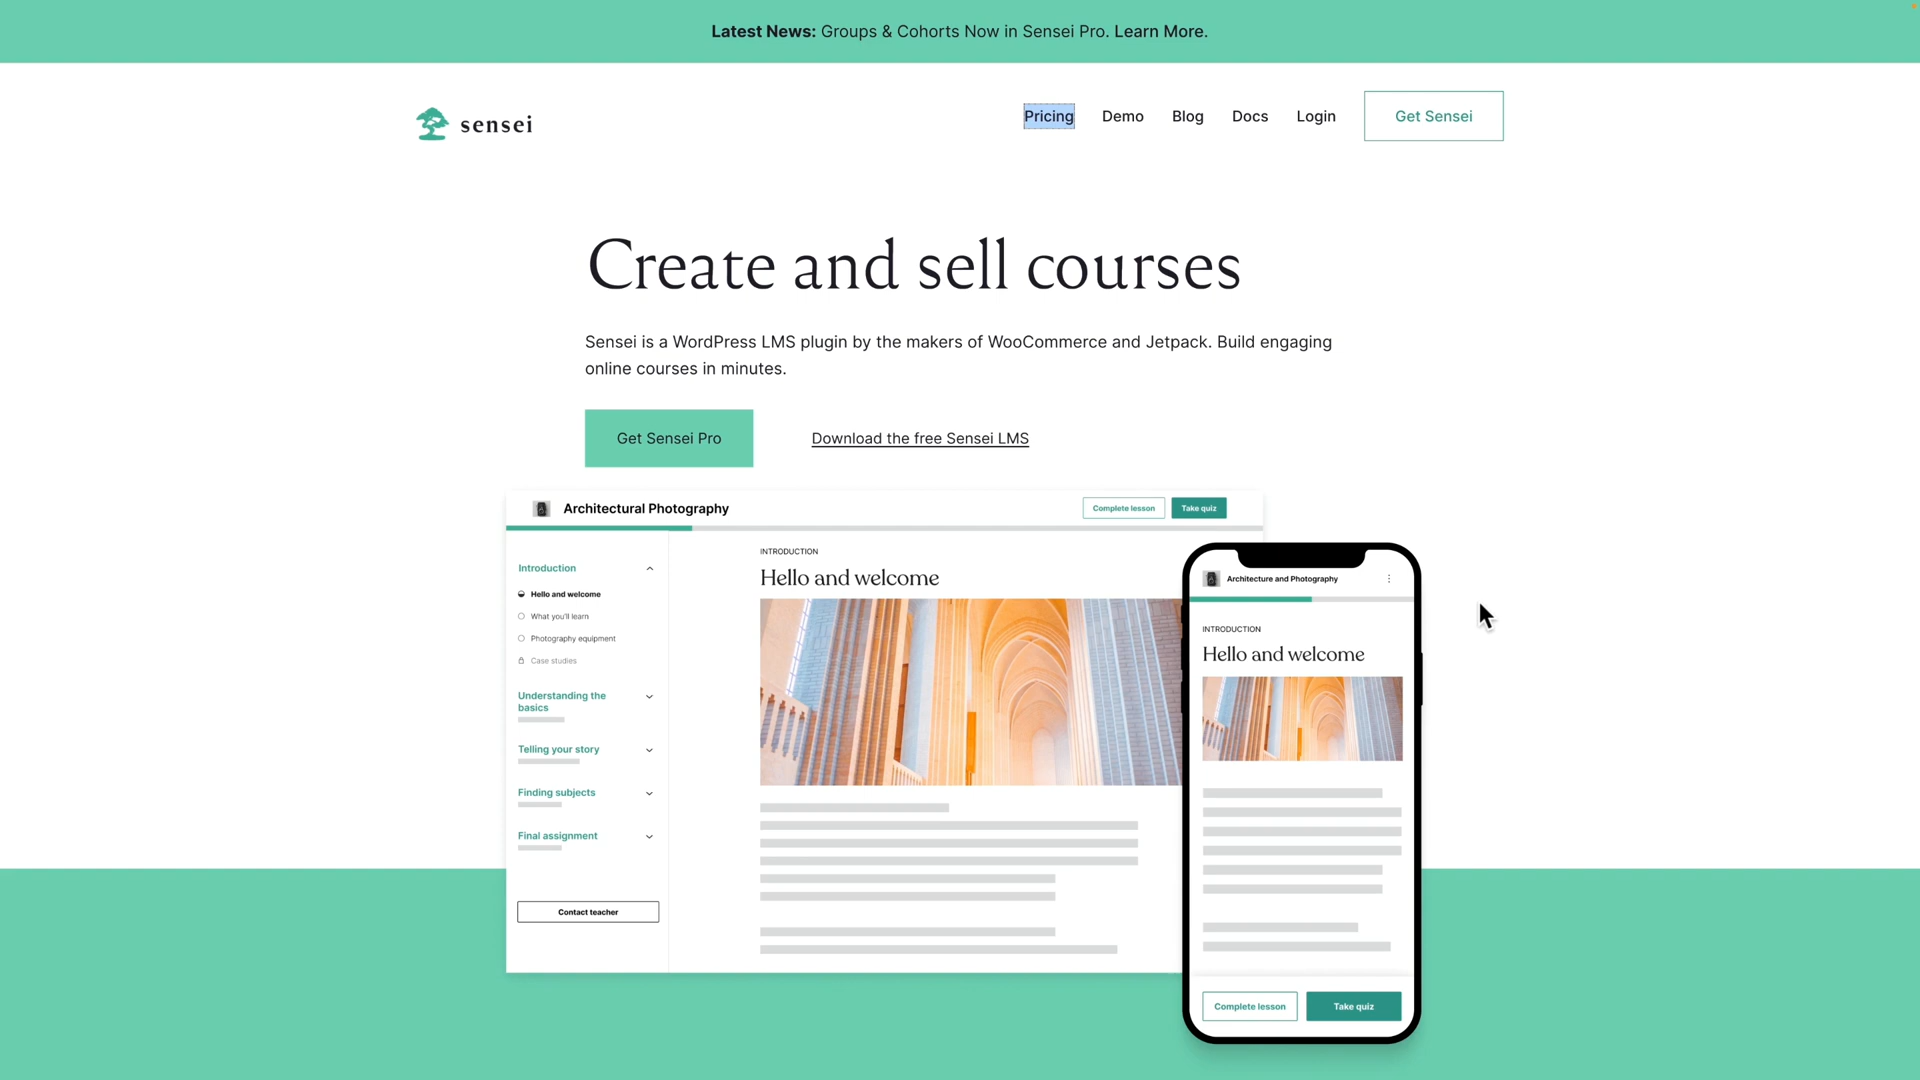 Latest News: Groups & Cohorts Now in Sensei Pro. Learn More.
sensei
Pricing
Demo
Blog
Docs
Login
Get Sensei
Create and sell courses
Sensei is a WordPress LMS plugin by the makers of WooCommerce and Jetpack. Build engaging
online courses in minutes.
Get Sensei Pro
Download the free Sensei LMS
Architectural Photography
Complete lesson
Take quiz
Introduction
Hello and welcome
What you'll learn
Photography equipment
Case studies
Understanding the
basics
Telling your story
Finding subjects
Final assignment
Contact teacher
INTRODUCTION
Hello and welcome
Architecture and Photography
INTRODUCTION
Hello and welcome
Complete lesson
Take quiz